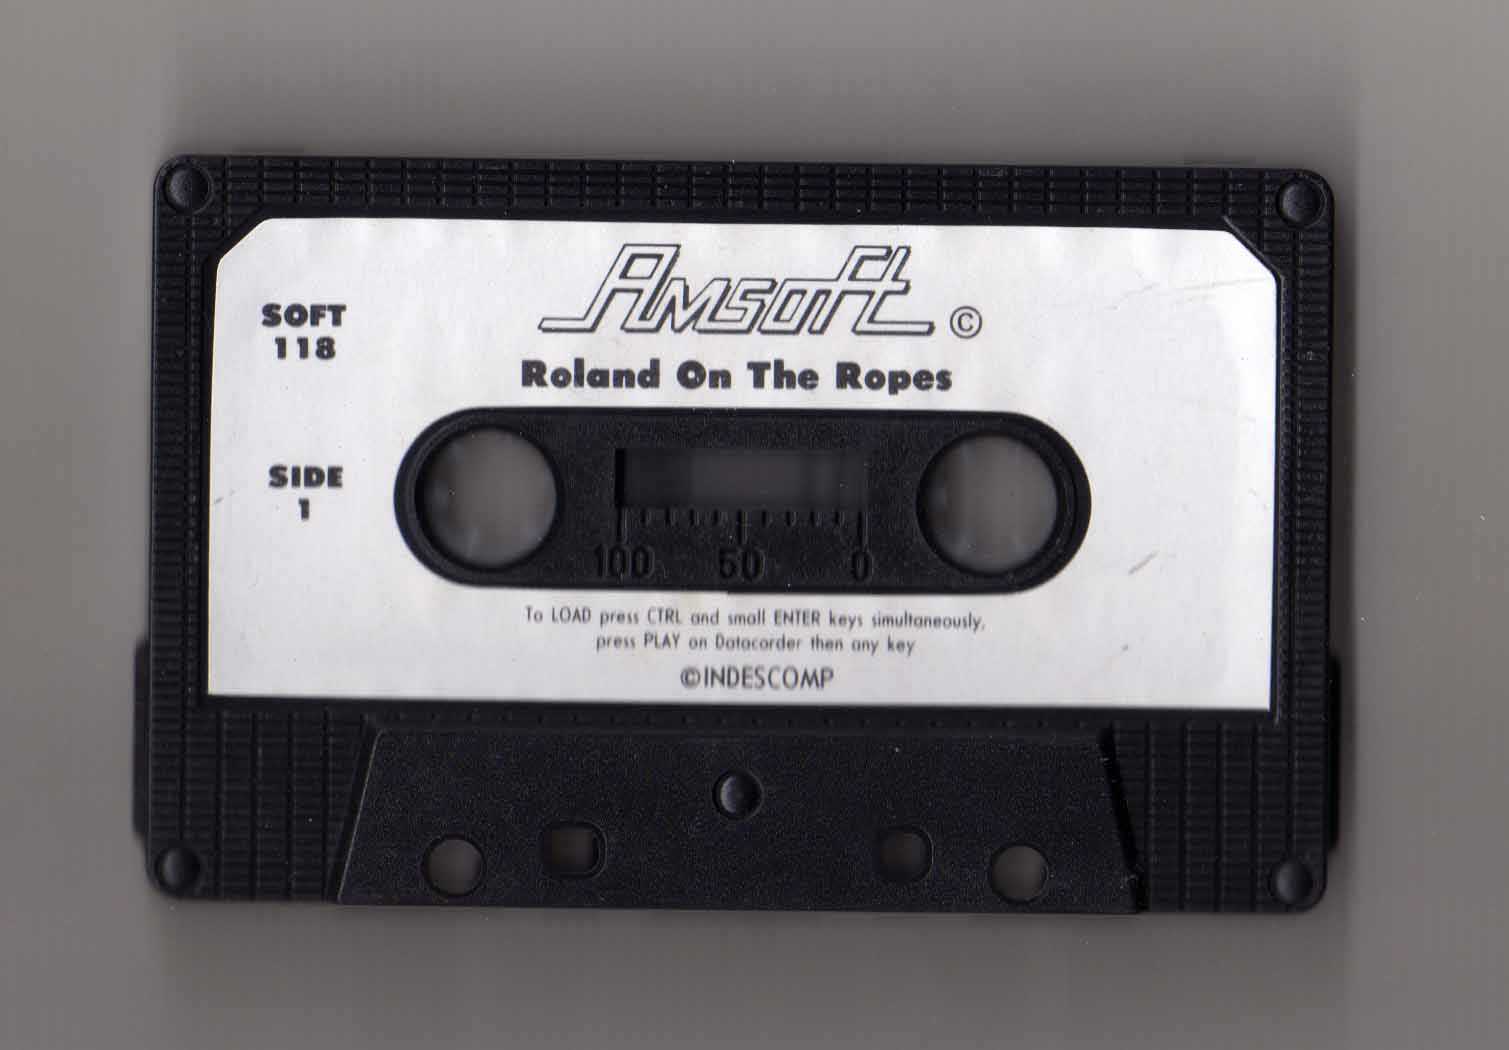 Amsoft ©
SOFT
118
Roland On The Ropes
SIDE
1
100 50 0
To LOAD press CTRL and small ENTER keys simultaneously,
press PLAY on Datacorder then any key
©INDESCOMP